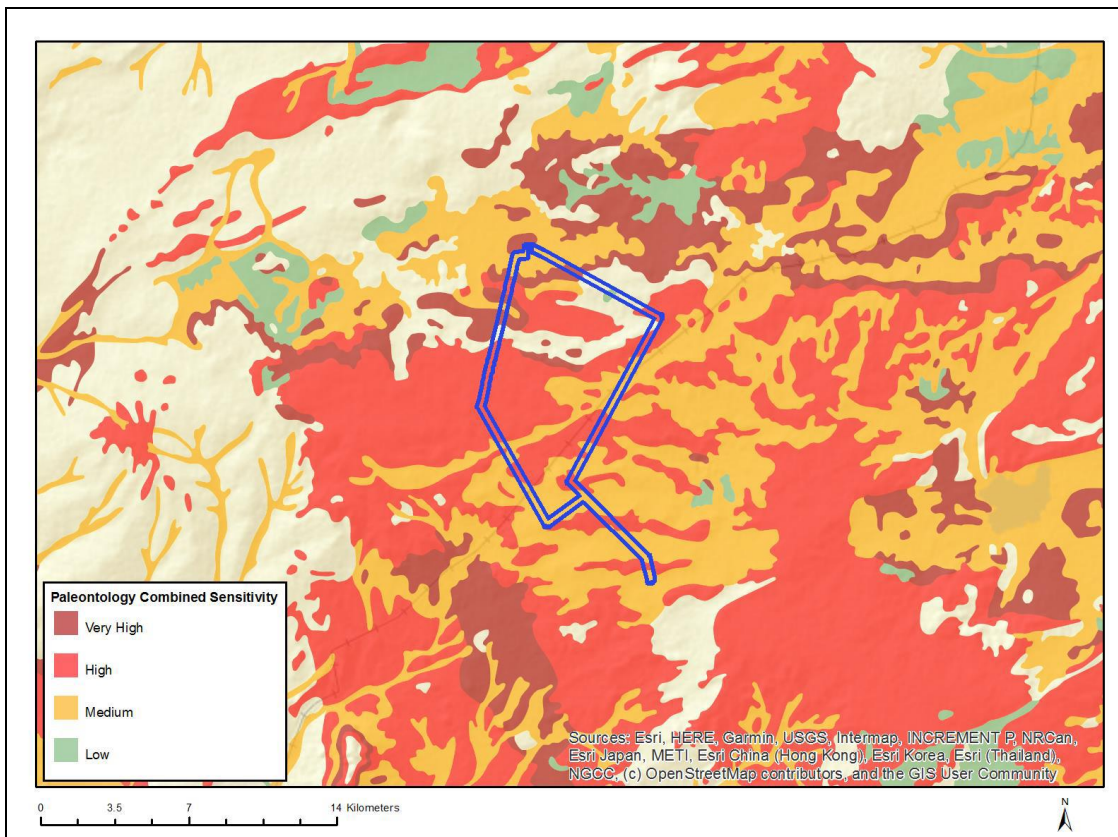 Paleontology Combined Sensitivity
Very High
High
Medium
Low
Sources: Esri, HERE, Garmin, USGS, Intermap, INCREMENT P, NRCan,
Esri Japan, METI, Esri China (Hong Kong), Esri Korea, Esri (Thailand),
NGCC, (c) OpenStreetMap contributors, and the GIS User Community
0 3.5 7 14 Kilometers
N